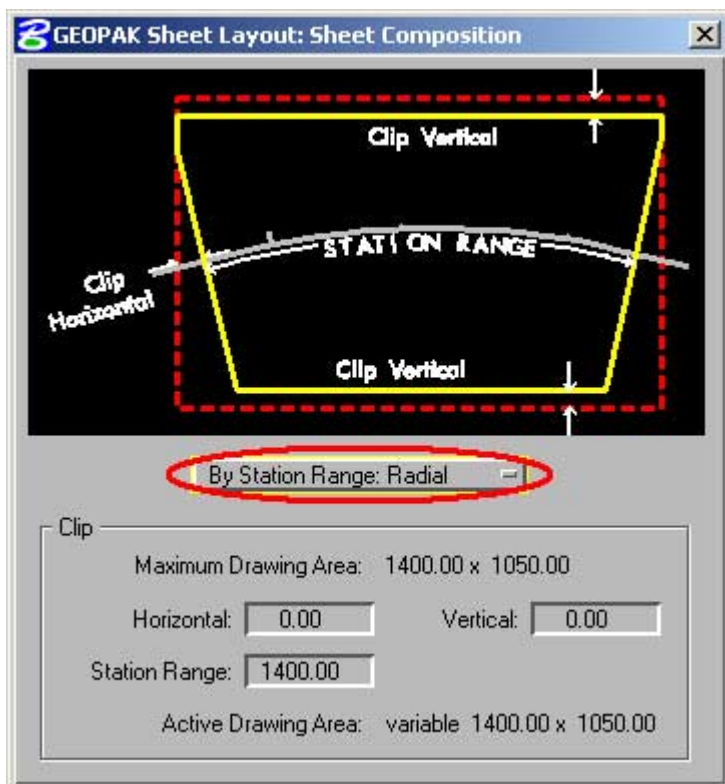 GEOPAK Sheet Layout: Sheet Composition
Clip Vertical
STATION RANGE
Clip
Horizontal
Clip Vertical
By Station Range: Radial
Clip
Maximum Drawing Area: 1400.00 x 1050.00
Horizontal: 0.00 Vertical: 0.00
Station Range: 1400.00
Active Drawing Area: variable 1400.00 x 1050.00